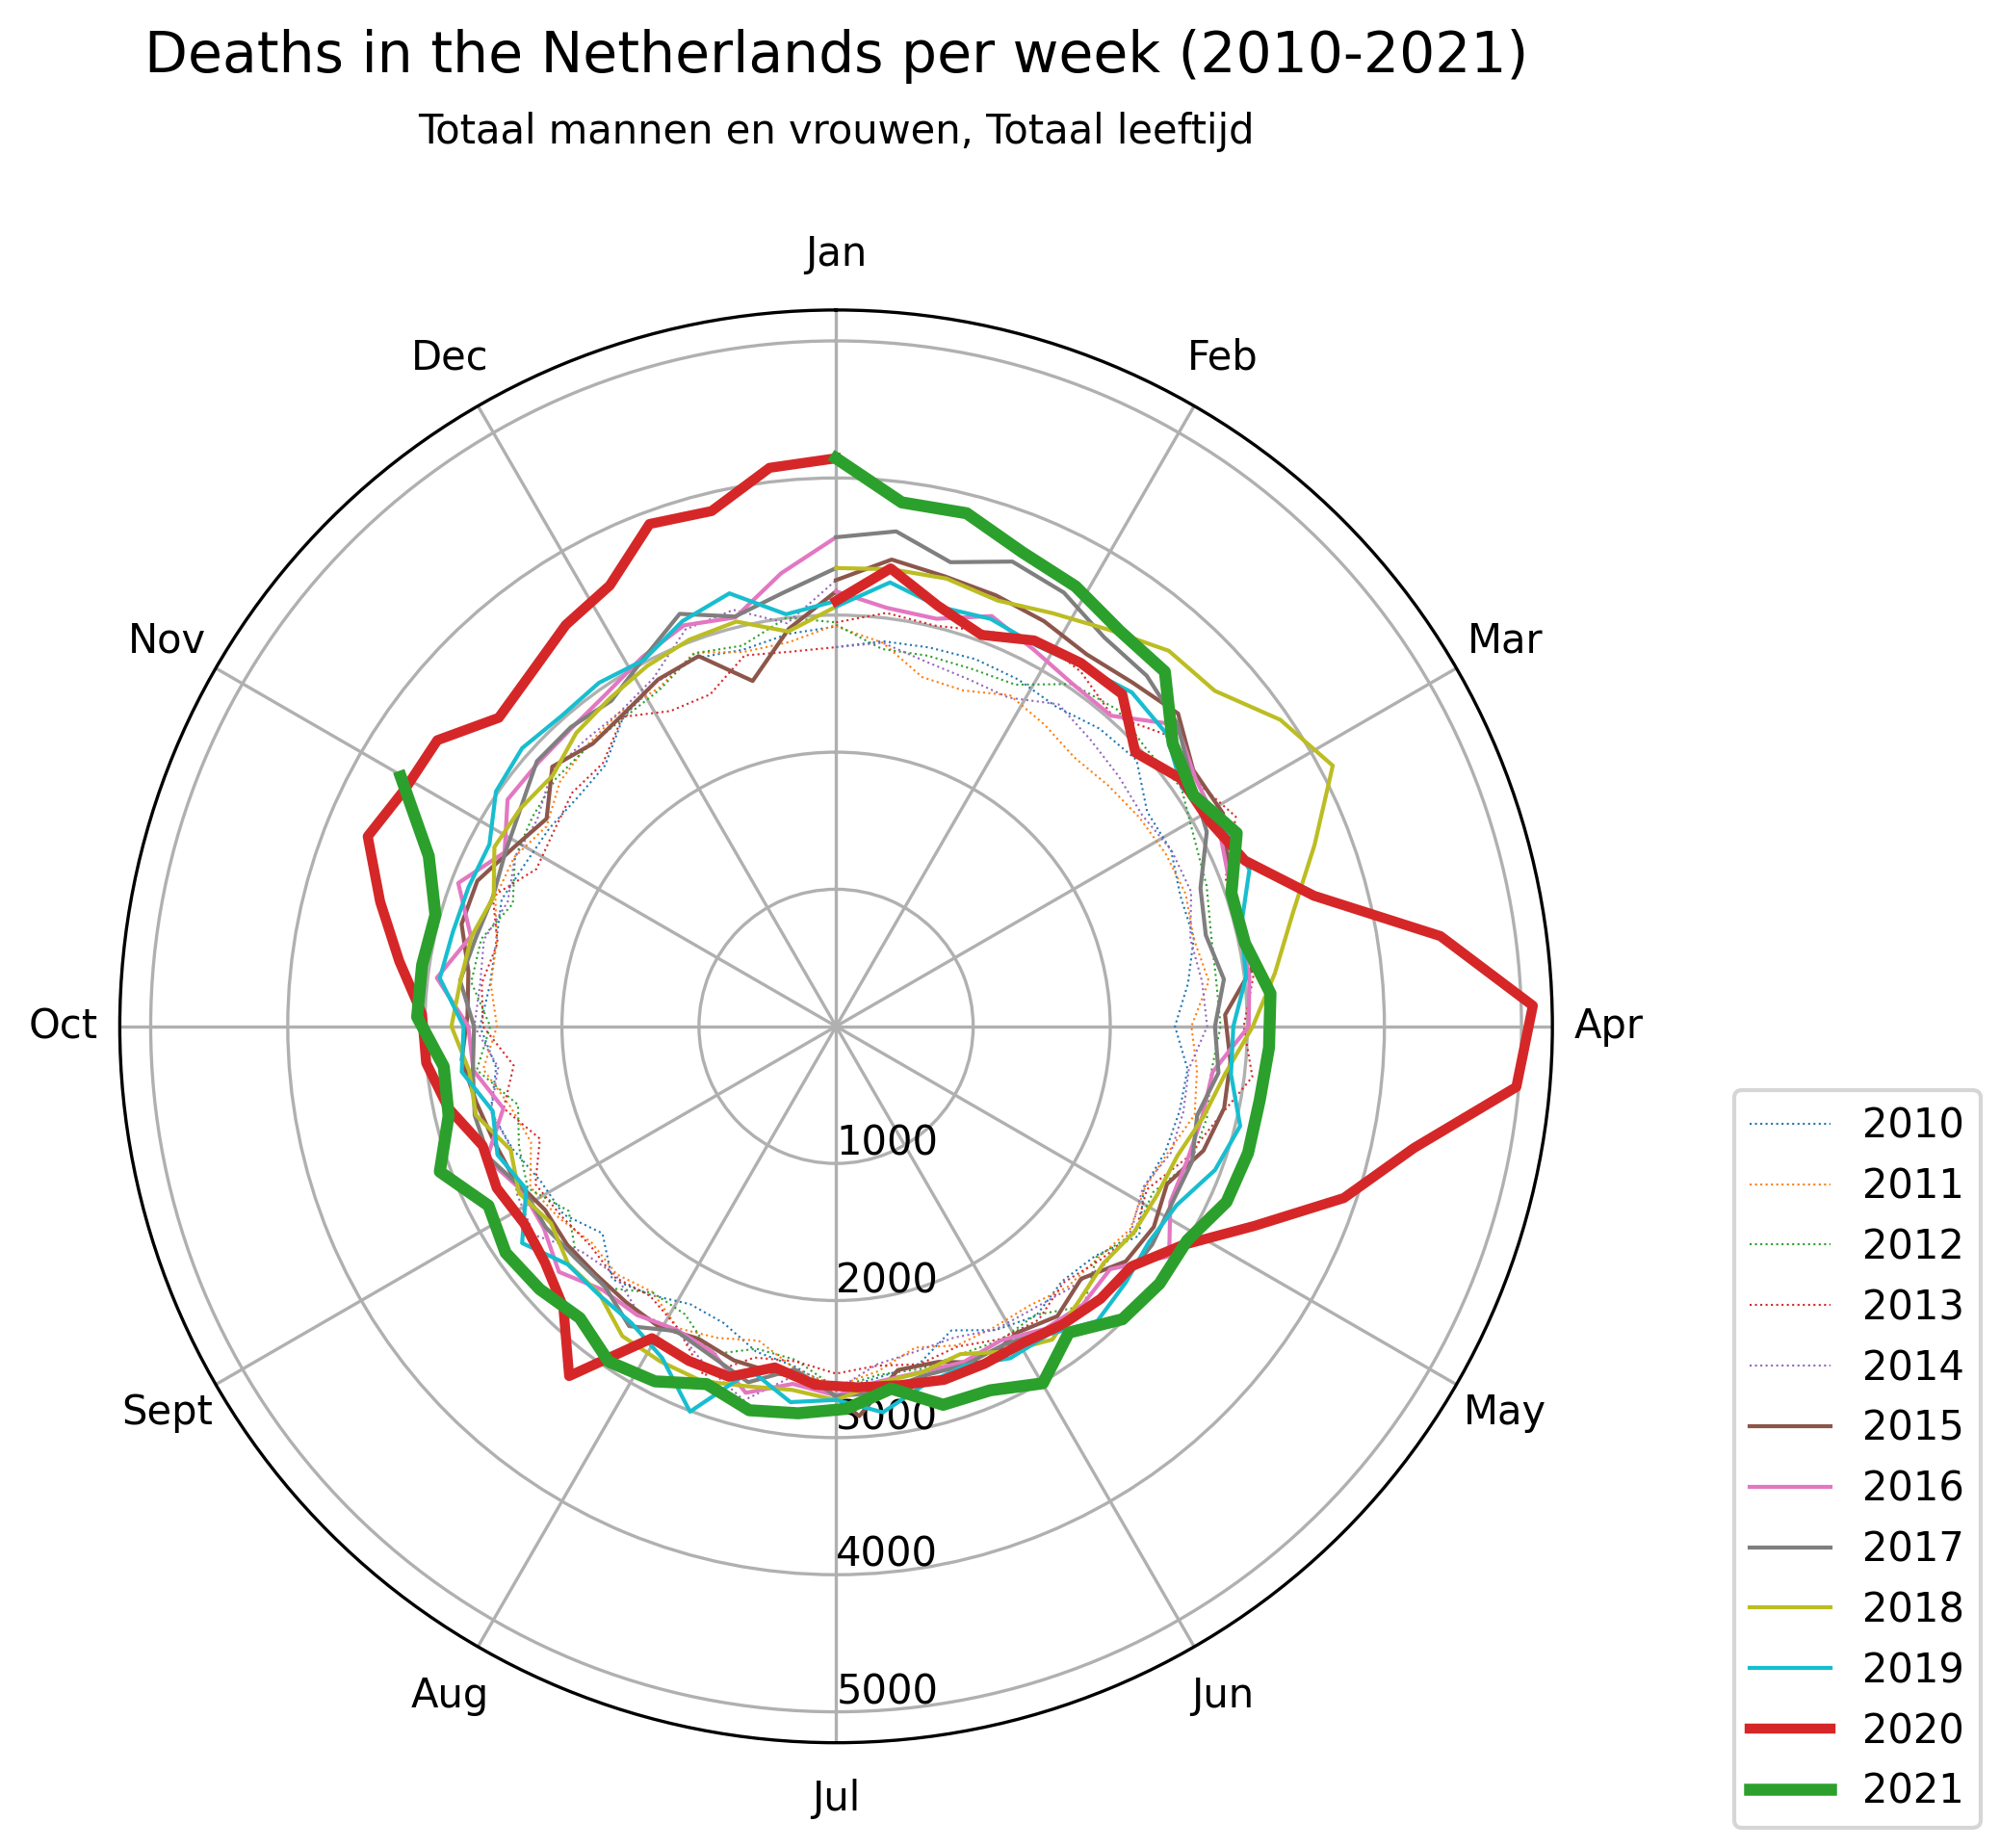 Deaths in the Netherlands per week (2010-2021)
Totaal mannen en vrouwen, Totaal leeftijd
Jan
Feb
Mar
Apr
May
Jun
Jul
Aug
Sept
Oct
Nov
Dec
1000
2000
3000
4000
5000
2010
2011
2012
2013
2014
2015
2016
2017
2018
2019
2020
2021